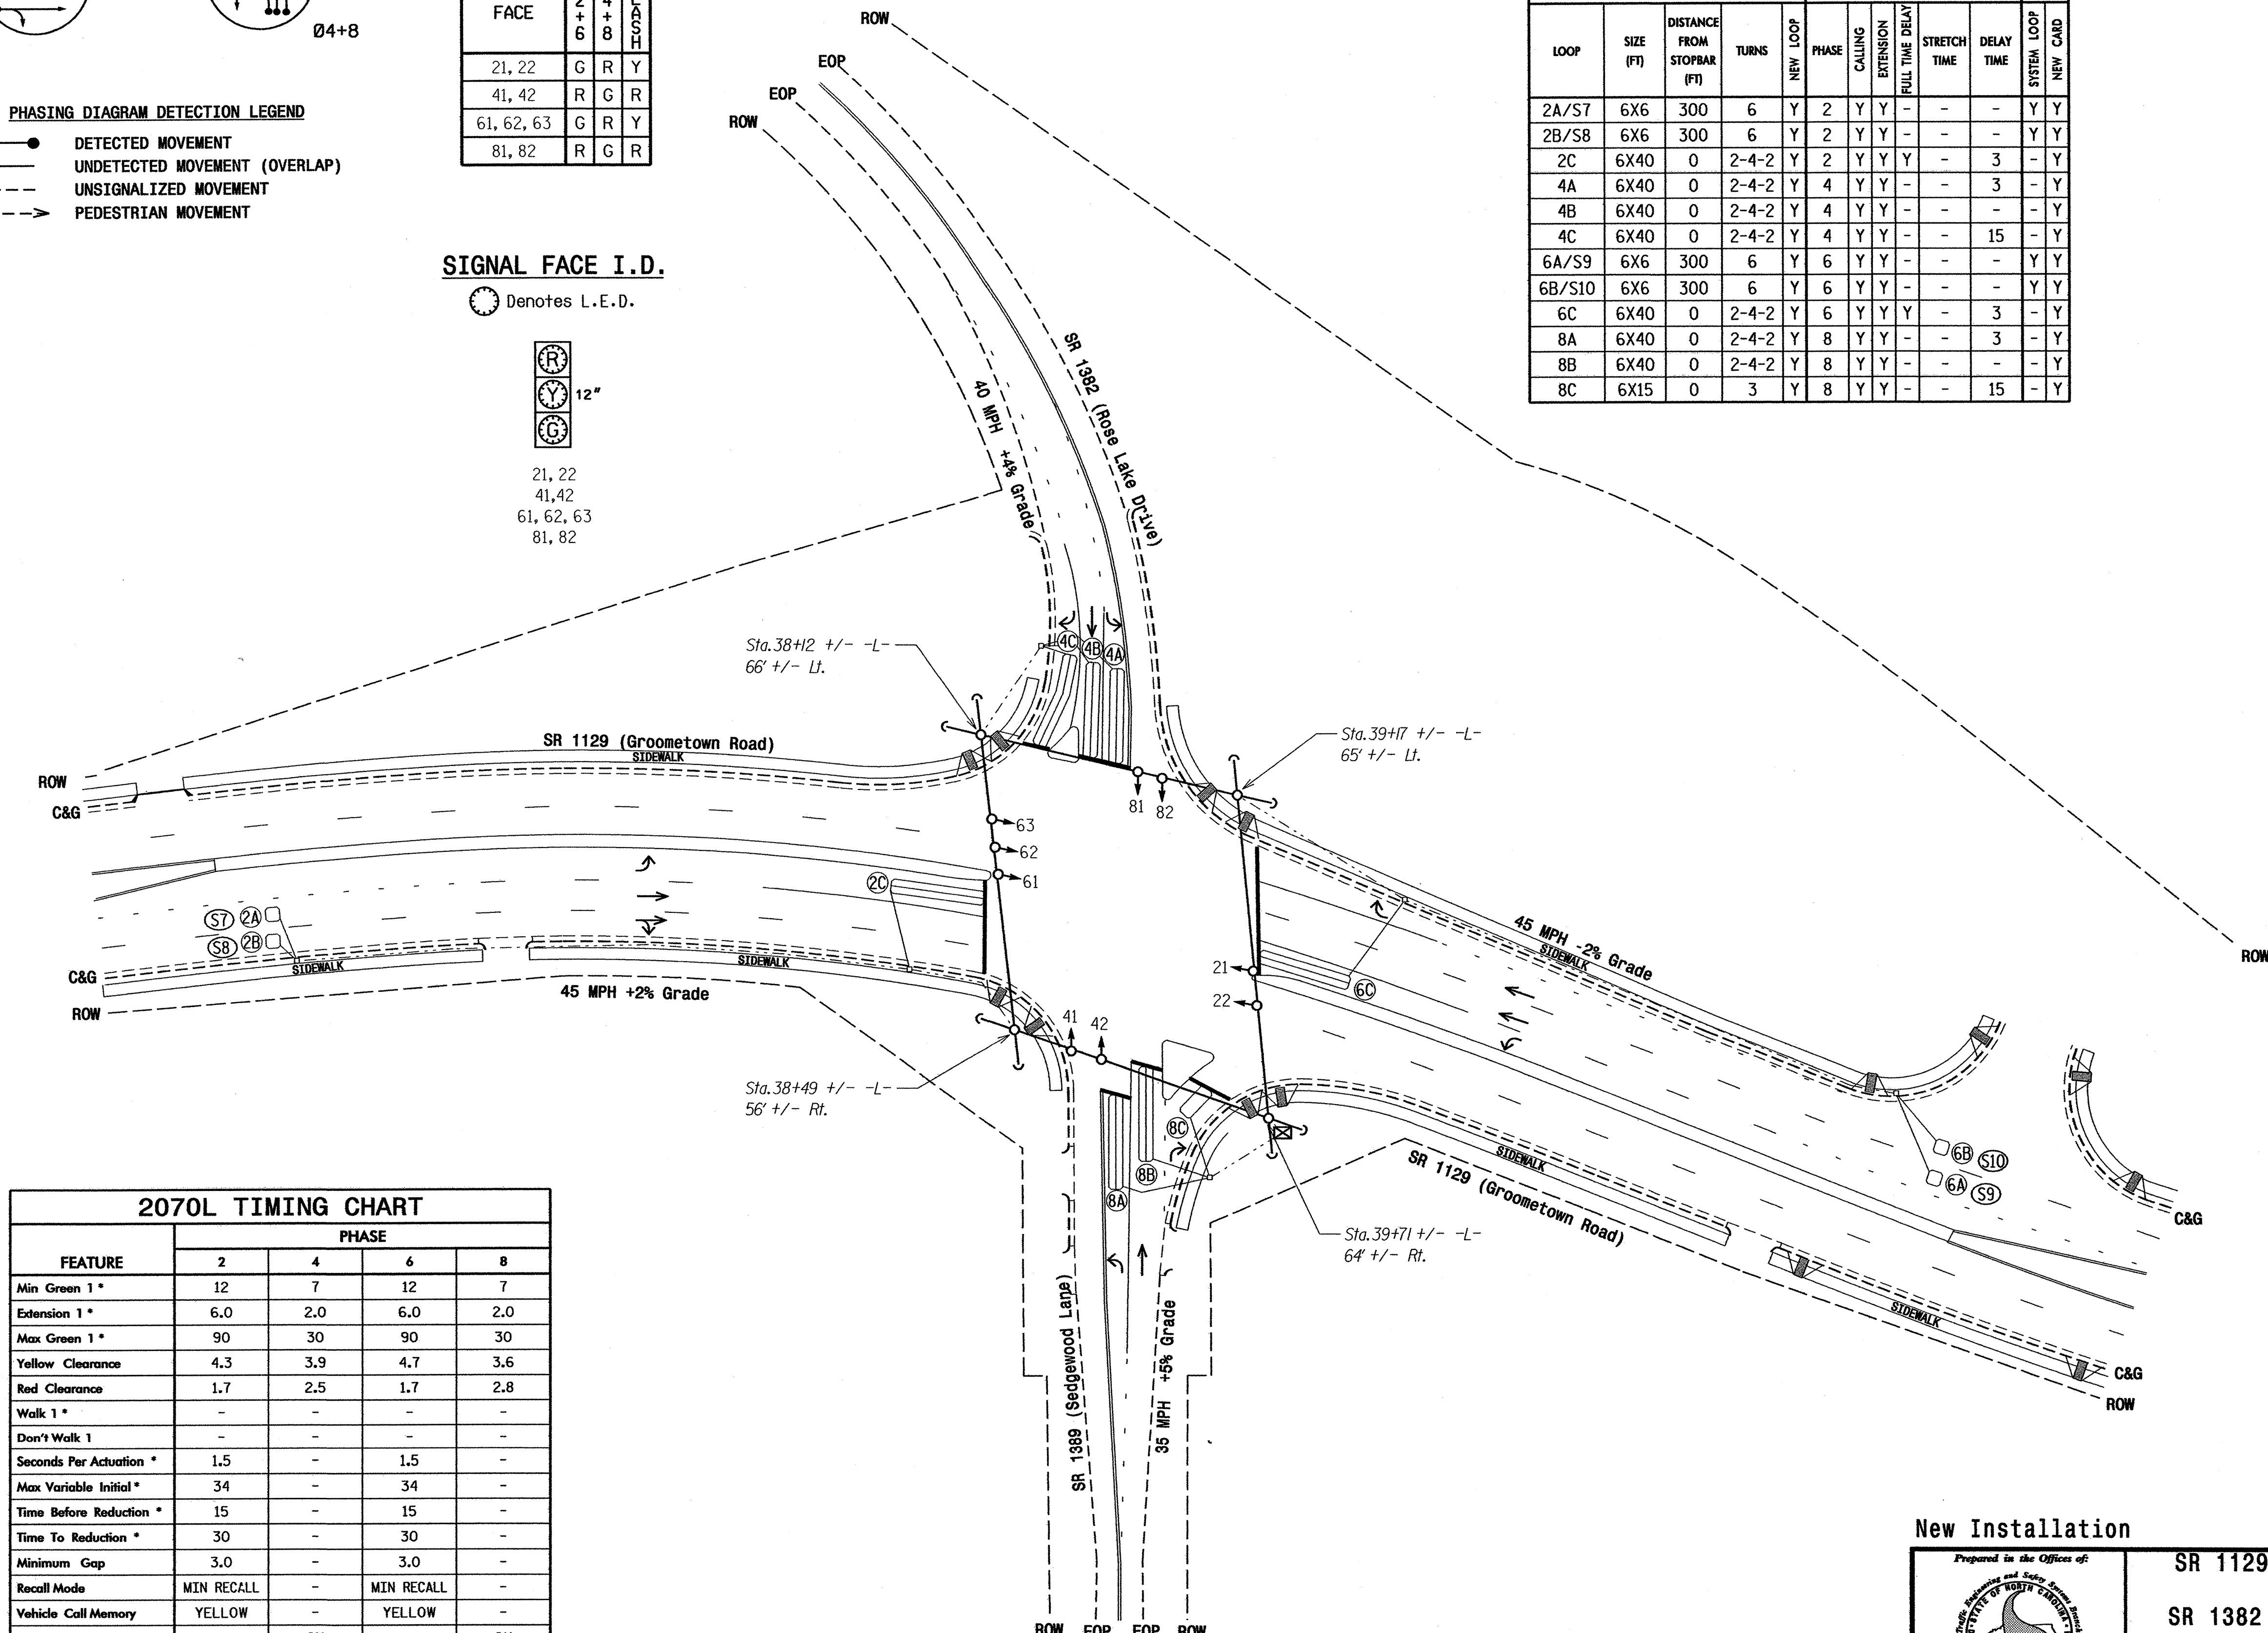 Ø4+8
FACE
2+6
4+8
LASH
21, 22 G R Y
41, 42 R G R
61, 62, 63 G R Y
81, 82 R G R
PHASING DIAGRAM DETECTION LEGEND
DETECTED MOVEMENT
UNDETECTED MOVEMENT (OVERLAP)
UNSIGNALIZED MOVEMENT
PEDESTRIAN MOVEMENT
SIGNAL FACE I.D.
Denotes L.E.D.
R
Y 12"
G
21, 22
41,42
61, 62, 63
81, 82
LOOP SIZE (FT) DISTANCE FROM STOPBAR (FT) TURNS NEW LOOP PHASE CALLING EXTENSION FULL TIME DELAY STRETCH TIME DELAY TIME SYSTEM LOOP NEW CARD
2A/S7 6X6 300 6 Y 2 Y Y - - - Y Y
2B/S8 6X6 300 6 Y 2 Y Y - - - Y Y
2C 6X40 0 2-4-2 Y 2 Y Y Y - 3 - Y
4A 6X40 0 2-4-2 Y 4 Y Y - - 3 - Y
4B 6X40 0 2-4-2 Y 4 Y Y - - - - Y
4C 6X40 0 2-4-2 Y 4 Y Y - - 15 - Y
6A/S9 6X6 300 6 Y 6 Y Y - - - Y Y
6B/S10 6X6 300 6 Y 6 Y Y - - - Y Y
6C 6X40 0 2-4-2 Y 6 Y Y Y - 3 - Y
8A 6X40 0 2-4-2 Y 8 Y Y - - 3 - Y
8B 6X40 0 2-4-2 Y 8 Y Y - - - - Y
8C 6X15 0 3 Y 8 Y Y - - 15 - Y
ROW
EOP
EOP
ROW
SR 1382 (Rose Lake Drive)
40 MPH +4% Grade
4C
4B
4A
Sta.38+12 +/- -L-
66' +/- Lt.
Sta.39+17 +/- -L-
65' +/- Lt.
SR 1129 (Groometown Road)
SIDEWALK
ROW
C&G
81
82
63
62
61
2C
S7
2A
S8
2B
SIDEWALK
SIDEWALK
C&G
ROW
45 MPH +2% Grade
45 MPH -2% Grade
SIDEWALK
ROW
21
22
6C
41
42
Sta.38+49 +/- -L-
56' +/- Rt.
8C
8B
8A
6B
S10
6A
S9
C&G
SIDEWALK
SR 1129 (Groometown Road)
Sta.39+71 +/- -L-
64' +/- Rt.
SIDEWALK
C&G
ROW
SR 1389 (Sedgewood Lane)
35 MPH +5% Grade
ROW EOP EOP ROW
2070L TIMING CHART
FEATURE
PHASE
2 4 6 8
Min Green 1 * 12 7 12 7
Extension 1 * 6.0 2.0 6.0 2.0
Max Green 1 * 90 30 90 30
Yellow Clearance 4.3 3.9 4.7 3.6
Red Clearance 1.7 2.5 1.7 2.8
Walk 1 * - - - -
Don't Walk 1 - - - -
Seconds Per Actuation * 1.5 - 1.5 -
Max Variable Initial * 34 - 34 -
Time Before Reduction * 15 - 15 -
Time To Reduction * 30 - 30 -
Minimum Gap 3.0 - 3.0 -
Recall Mode MIN RECALL - MIN RECALL -
Vehicle Call Memory YELLOW - YELLOW -
New Installation
Prepared in the Offices of:
Traffic Engineering and Safety Systems Branch
STATE OF NORTH CAROLINA
SR 1129
SR 1382